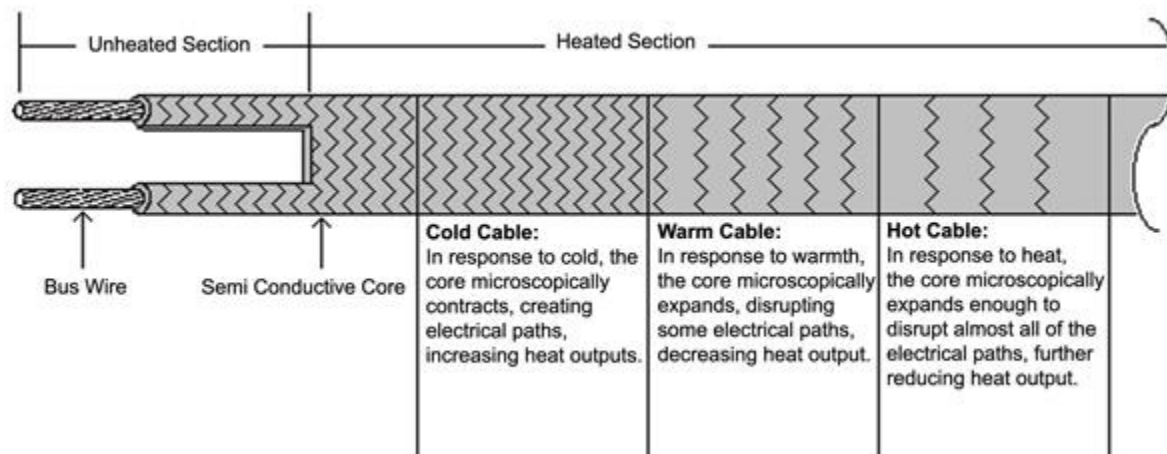 Unheated Section
Heated Section
Bus Wire
Semi Conductive Core
Cold Cable:
In response to cold, the
core microscopically
contracts, creating
electrical paths,
increasing heat outputs.
Warm Cable:
In response to warmth,
the core microscopically
expands, disrupting
some electrical paths,
decreasing heat output.
Hot Cable:
In response to heat,
the core microscopically
expands enough to
disrupt almost all of the
electrical paths, further
reducing heat output.